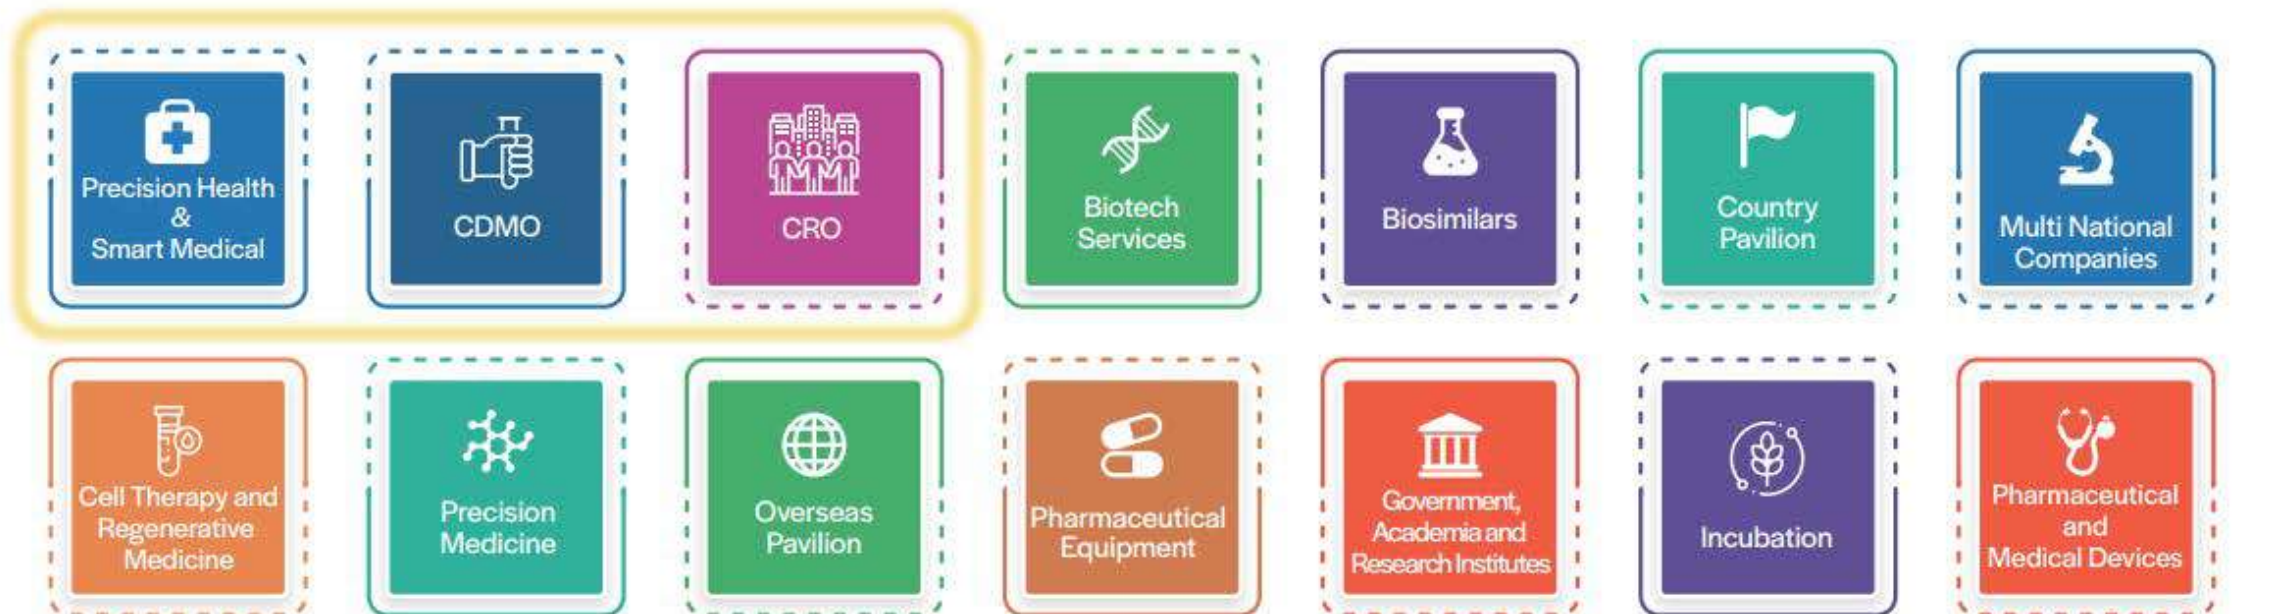 Precision Health
&
Smart Medical
CDMO
CRO
Biotech
Services
Biosimilars
Country
Pavilion
Multi National
Companies
Cell Therapy and
Regenerative
Medicine
Precision
Medicine
Overseas
Pavilion
Pharmaceutical
Equipment
Government,
Academia and
Research Institutes
Incubation
Pharmaceutical
and
Medical Devices